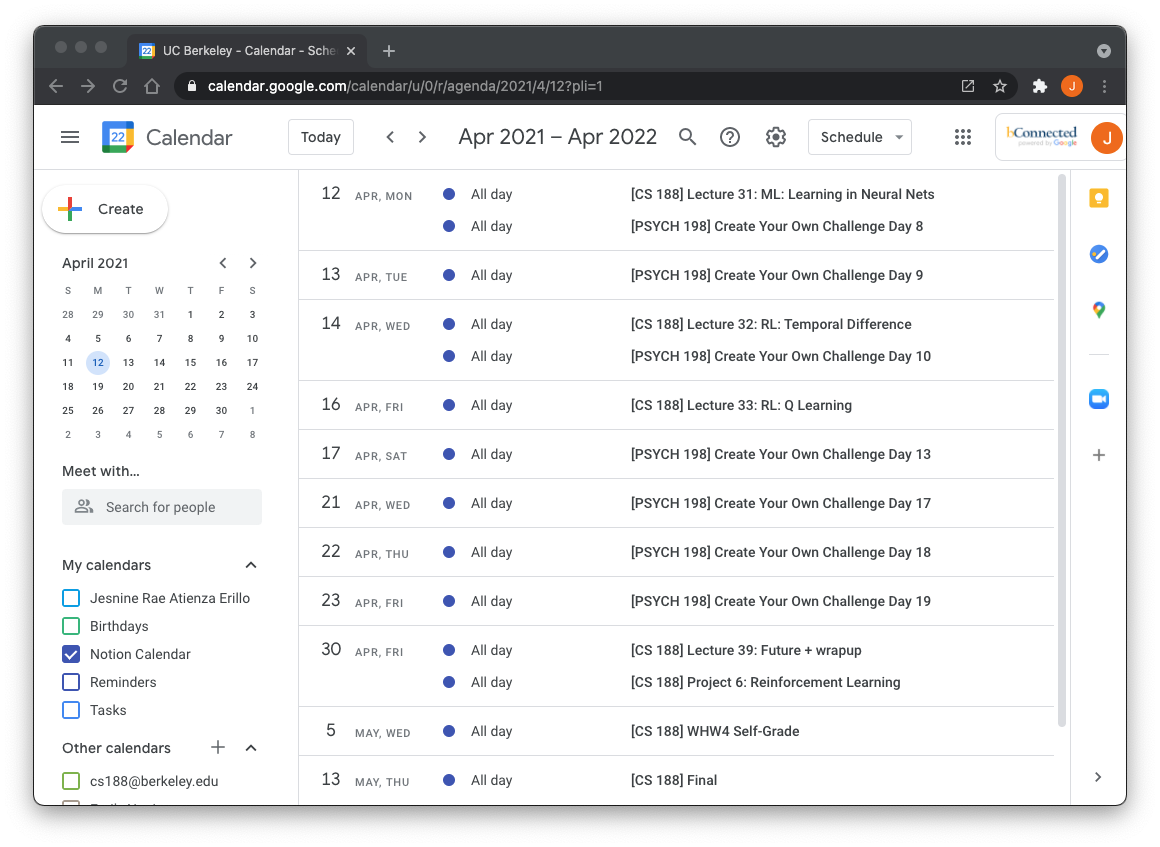 UC Berkeley - Calendar - Sche
calendar.google.com/calendar/u/0/r/agenda/2021/4/12?pli=1
J
22
Calendar
Today
Apr 2021 – Apr 2022
Schedule
bConnected
powered by Google
J
Create
April 2021
S M T W T F S
28 29 30 31 1 2 3
4 5 6 7 8 9 10
11 12 13 14 15 16 17
18 19 20 21 22 23 24
25 26 27 28 29 30 1
2 3 4 5 6 7 8
Meet with...
Search for people
My calendars
Jesnine Rae Atienza Erillo
Birthdays
Notion Calendar
Reminders
Tasks
Other calendars
cs188@berkeley.edu
12 APR, MON All day [CS 188] Lecture 31: ML: Learning in Neural Nets
All day [PSYCH 198] Create Your Own Challenge Day 8
13 APR, TUE All day [PSYCH 198] Create Your Own Challenge Day 9
14 APR, WED All day [CS 188] Lecture 32: RL: Temporal Difference
All day [PSYCH 198] Create Your Own Challenge Day 10
16 APR, FRI All day [CS 188] Lecture 33: RL: Q Learning
17 APR, SAT All day [PSYCH 198] Create Your Own Challenge Day 13
21 APR, WED All day [PSYCH 198] Create Your Own Challenge Day 17
22 APR, THU All day [PSYCH 198] Create Your Own Challenge Day 18
23 APR, FRI All day [PSYCH 198] Create Your Own Challenge Day 19
30 APR, FRI All day [CS 188] Lecture 39: Future + wrapup
All day [CS 188] Project 6: Reinforcement Learning
5 MAY, WED All day [CS 188] WHW4 Self-Grade
13 MAY, THU All day [CS 188] Final